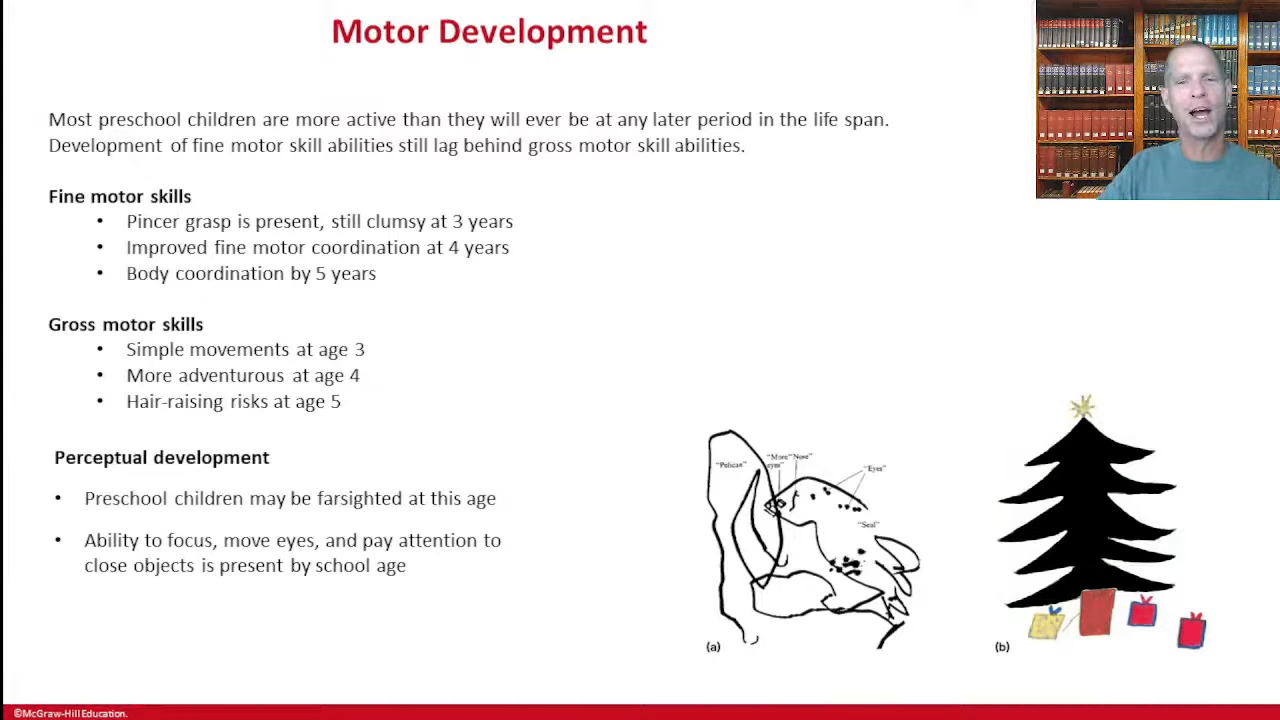 Motor Development
Most preschool children are more active than they will ever be at any later period in the life span.
Development of fine motor skill abilities still lag behind gross motor skill abilities.
Fine motor skills
• Pincer grasp is present, still clumsy at 3 years
• Improved fine motor coordination at 4 years
• Body coordination by 5 years
Gross motor skills
• Simple movements at age 3
• More adventurous at age 4
• Hair-raising risks at age 5
Perceptual development
• Preschool children may be farsighted at this age
• Ability to focus, move eyes, and pay attention to
close objects is present by school age
"Pelican"
"More
eyes"
"Nose"
"Eyes"
"Seal"
(a)
(b)
©McGraw-Hill Education.